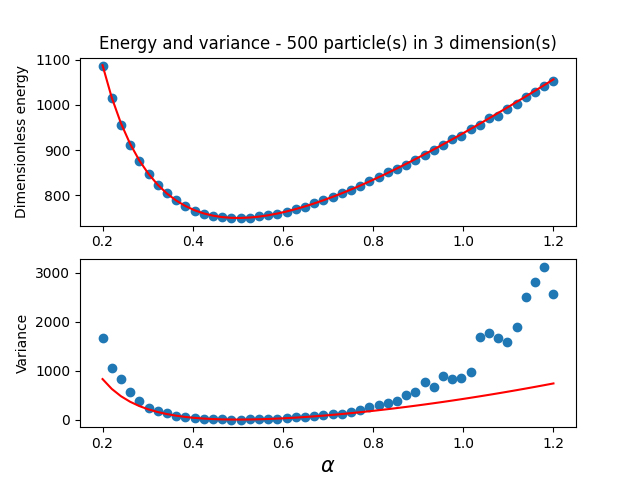 Energy and variance - 500 particle(s) in 3 dimension(s)
Dimensionless energy
1100
1000
900
800
0.2 0.4 0.6 0.8 1.0 1.2
Variance
3000
2000
1000
0
0.2 0.4 0.6 0.8 1.0 1.2
α